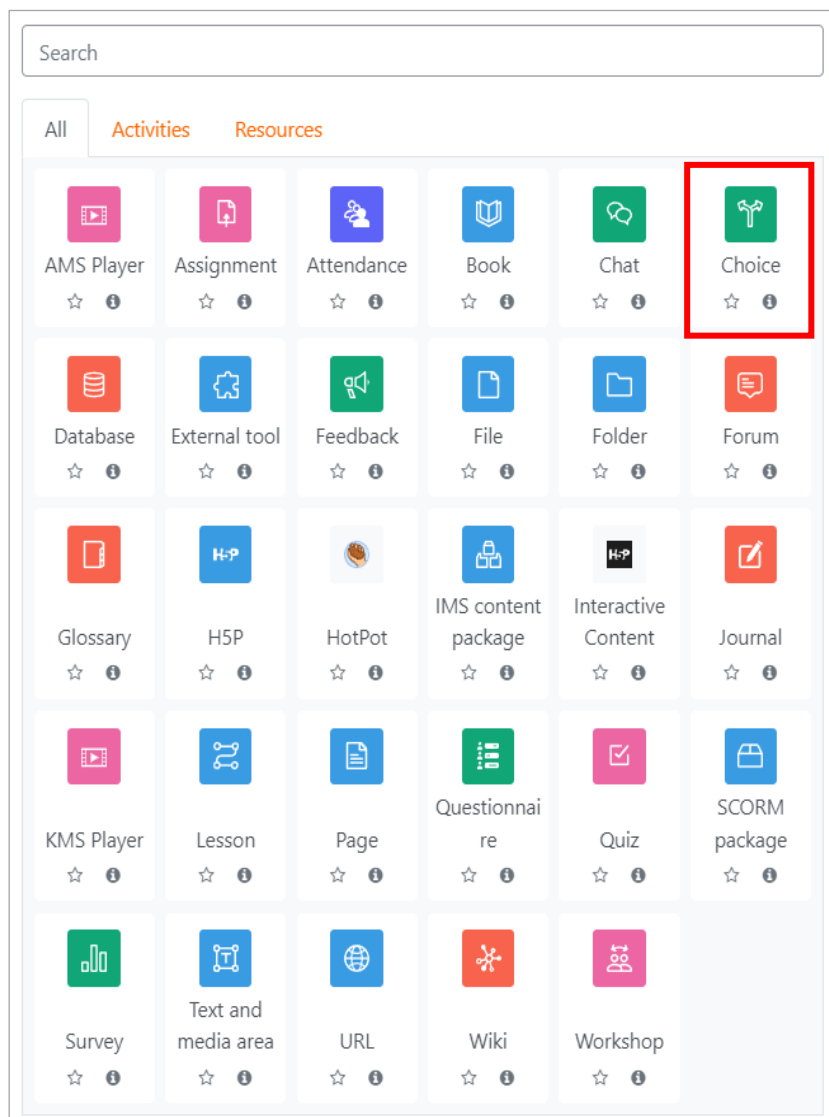 Search
All Activities Resources
AMS Player Assignment Attendance Book Chat Choice
Database External tool Feedback File Folder Forum
H5P H5P
IMS content Interactive
Glossary H5P HotPot package Content Journal
Questionnai SCORM
KMS Player Lesson Page re Quiz package
T
Text and
Survey media area URL Wiki Workshop